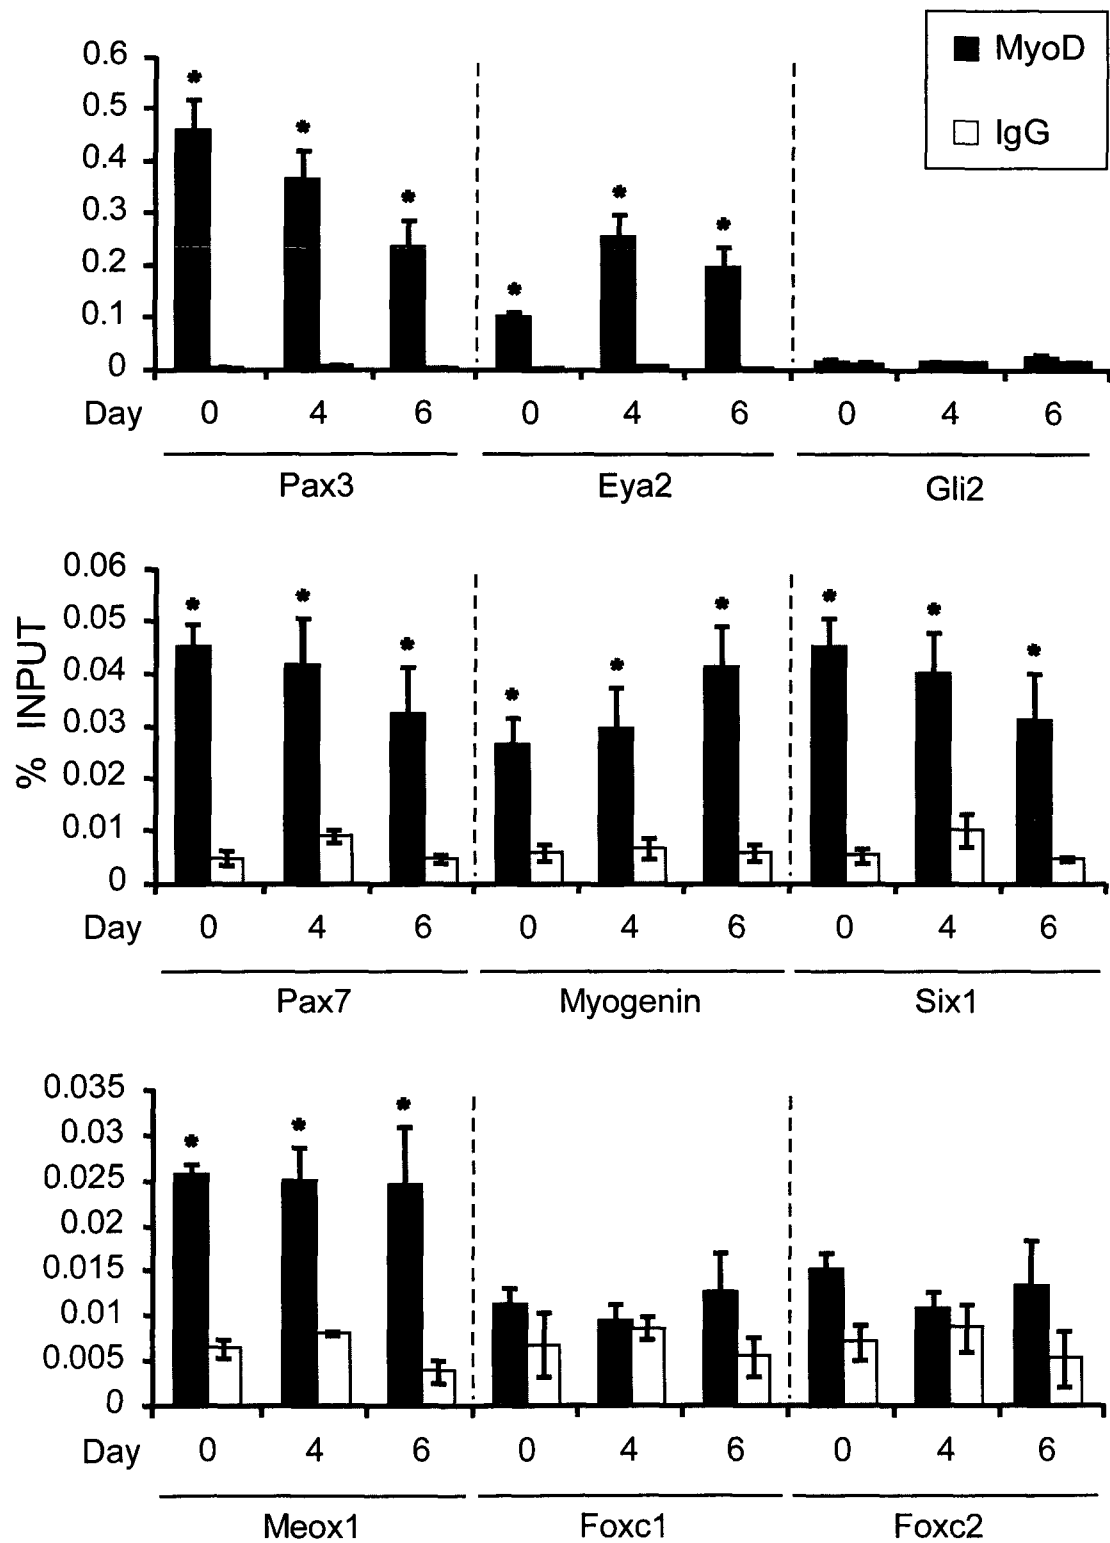 MyoD
IgG
0.6
0.5
0.4
0.3
0.2
0.1
0
* * * * * *
Day 0 4 6 0 4 6 0 4 6
Pax3 Eya2 Gli2
% INPUT
0.06
0.05
0.04
0.03
0.02
0.01
0
* * * * * * * * *
Day 0 4 6 0 4 6 0 4 6
Pax7 Myogenin Six1
0.035
0.03
0.025
0.02
0.015
0.01
0.005
0
* * *
Day 0 4 6 0 4 6 0 4 6
Meox1 Foxc1 Foxc2